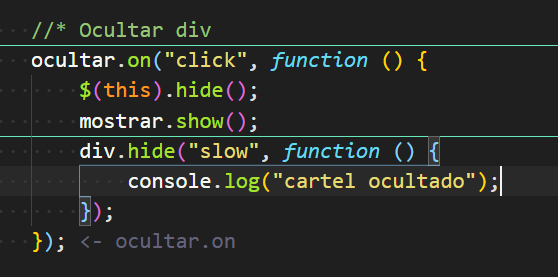 //* Ocultar div
ocultar.on("click", function () {
$(this).hide();
mostrar.show();
div.hide("slow", function () {
console.log("cartel ocultado");
});
}); <- ocultar.on